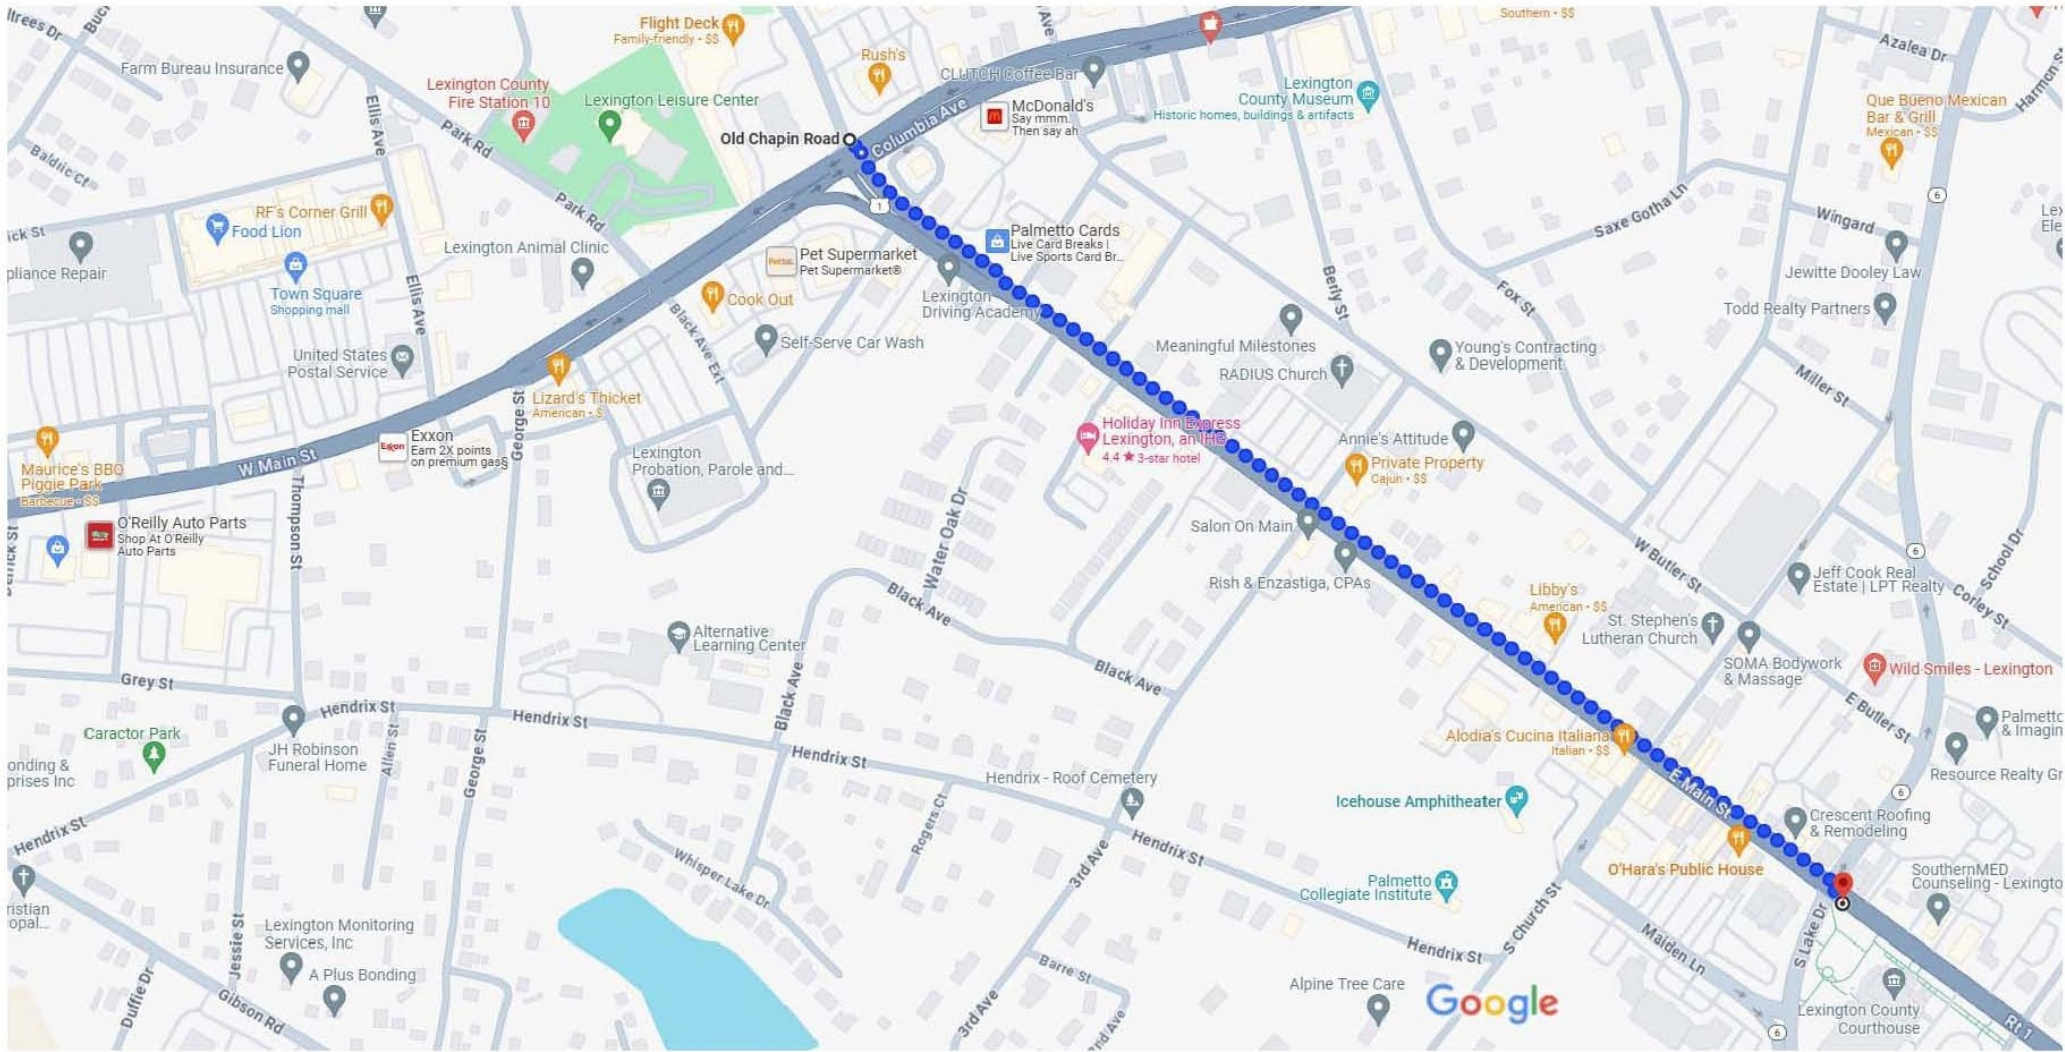 Flight Deck
Family-friendly • $$
Southern • $$
Azalea Dr
Harmon S
Farm Bureau Insurance
Rush's
CLUTCH Coffee Bar
Lexington County
Fire Station 10
Lexington Leisure Center
Lexington
County Museum
Historic homes, buildings & artifacts
McDonald's
Say mmm.
Then say ah
Que Bueno Mexican
Bar & Grill
Mexican • $$
Ellis Ave
Park Rd
Old Chapin Road
Columbia Ave
Baldric Ct
Park Rd
RF's Corner Grill
Food Lion
1
6
Saxe Gotha Ln
Wingard
Lexington Animal Clinic
Pet Supermarket
Pet Supermarket®
Palmetto Cards
Live Card Breaks |
Live Sports Card Br...
Jewitte Dooley Law
pliance Repair
Town Square
Shopping mall
Ellis Ave
Cook Out
Lexington
Driving Academy
Berly St
Fox St
Todd Realty Partners
Black Ave Ext
Self-Serve Car Wash
United States
Postal Service
Meaningful Milestones
RADIUS Church
Young's Contracting
& Development
Miller St
Lizard's Thicket
American • $
George St
Exxon
Exxon
Earn 2X points
on premium gas§
Holiday Inn Express
Lexington, an IHG
4.4 ★ 3-star hotel
Annie's Attitude
Private Property
Cajun • $$
Maurice's BBQ
Piggie Park
Barbecue • $$
W Main St
Lexington
Probation, Parole and...
Thompson St
O'Reilly Auto Parts
Shop At O'Reilly
Auto Parts
Water Oak Dr
Salon On Main
Rish & Enzastiga, CPAs
W Butler St
6
School Dr
Jeff Cook Real
Estate | LPT Realty
Corley St
Black Ave
Libby's
American • $$
St. Stephen's
Lutheran Church
Alternative
Learning Center
SOMA Bodywork
& Massage
Wild Smiles - Lexington
Grey St
Black Ave
Black Ave
E Butler St
Hendrix St
Hendrix St
JH Robinson
Funeral Home
Caractor Park
Allen St
George St
Hendrix St
Hendrix - Roof Cemetery
Alodia's Cucina Italiana
Italian • $$
Palmetto
& Imagin
Resource Realty Gr
E Main St
6
Icehouse Amphitheater
Hendrix St
Rogers Ct
Whisper Lake Dr
Hendrix St
3rd Ave
Crescent Roofing
& Remodeling
O'Hara's Public House
SouthernMED
Counseling - Lexingto
Palmetto
Collegiate Institute
S Church St
S Lake Dr
Lexington Monitoring
Services, Inc
Jessie St
A Plus Bonding
Hendrix St
Maiden Ln
Barre St
Alpine Tree Care
Google
Duffie Dr
Gibson Rd
3rd Ave
2nd Ave
6
Lexington County
Courthouse
Rt 1